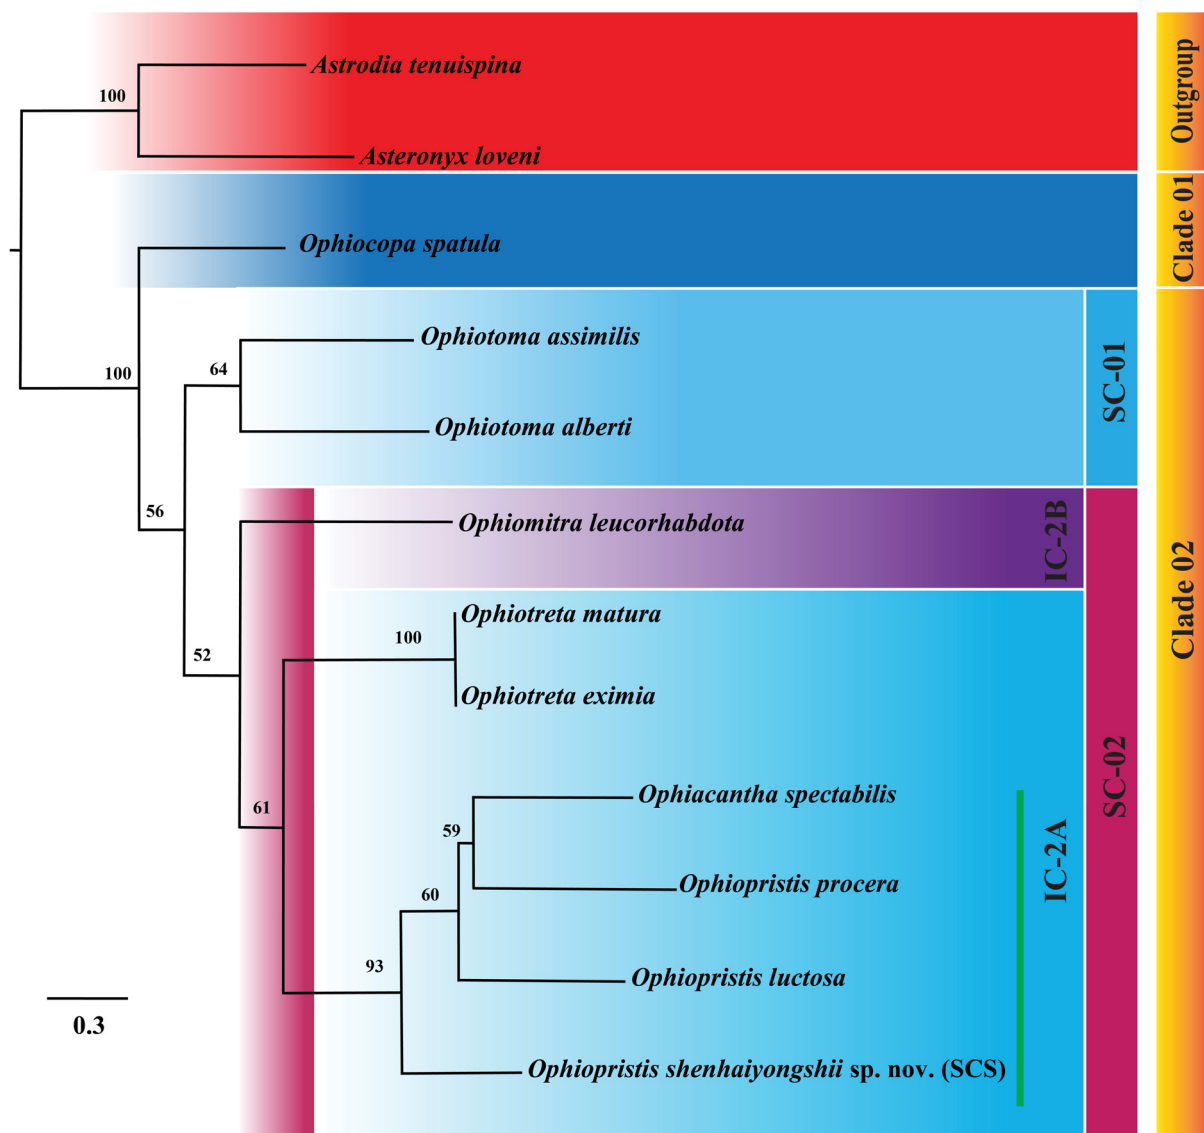 Astrodia tenuispina
100
Asteronyx loveni
Outgroup
Ophiocopa spatula
Clade 01
100
Ophiotoma assimilis
64
Ophiotoma alberti
SC-01
56
Ophiomitra leucorhabdota
IC-2B
Clade 02
52
Ophiotreta matura
100
Ophiotreta eximia
SC-02
61
Ophiacantha spectabilis
59
IC-2A
Ophiopristis procera
60
93
Ophiopristis luctosa
0.3
Ophiopristis shenhaiyongshii sp. nov. (SCS)